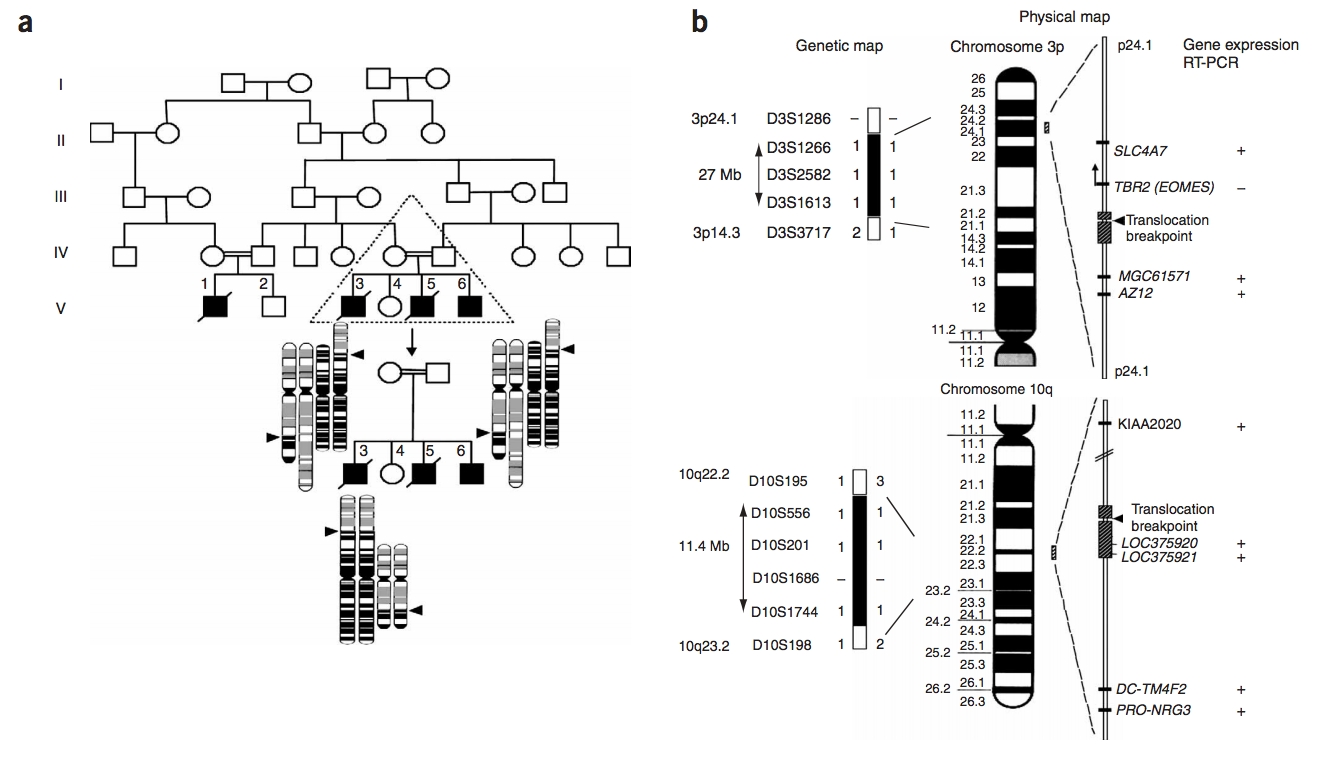 a
I
II
III
IV
V
1
2
3
4
5
6
3
4
5
6
b
Physical map
Genetic map
Chromosome 3p
p24.1
Gene expression
RT-PCR
3p24.1 D3S1286 – –
D3S1266 1 1
27 Mb D3S2582 1 1
D3S1613 1 1
3p14.3 D3S3717 2 1
26
25
24.3
24.2
24.1
23
22
21.3
21.2
21.1
14.3
14.2
14.1
13
12
11.2
11.1
11.1
11.2
SLC4A7 +
TBR2 (EOMES) –
Translocation
breakpoint
MGC61571 +
AZ12 +
p24.1
Chromosome 10q
10q22.2 D10S195 1 3
D10S556 1 1
11.4 Mb D10S201 1 1
D10S1686 – –
D10S1744 1 1
10q23.2 D10S198 1 2
11.2
11.1
11.1
11.2
21.1
21.2
21.3
22.1
22.2
22.3
23.1
23.2
23.3
24.1
24.2
24.3
25.1
25.2
25.3
26.1
26.2
26.3
KIAA2020 +
Translocation
breakpoint
LOC375920 +
LOC375921 +
DC-TM4F2 +
PRO-NRG3 +